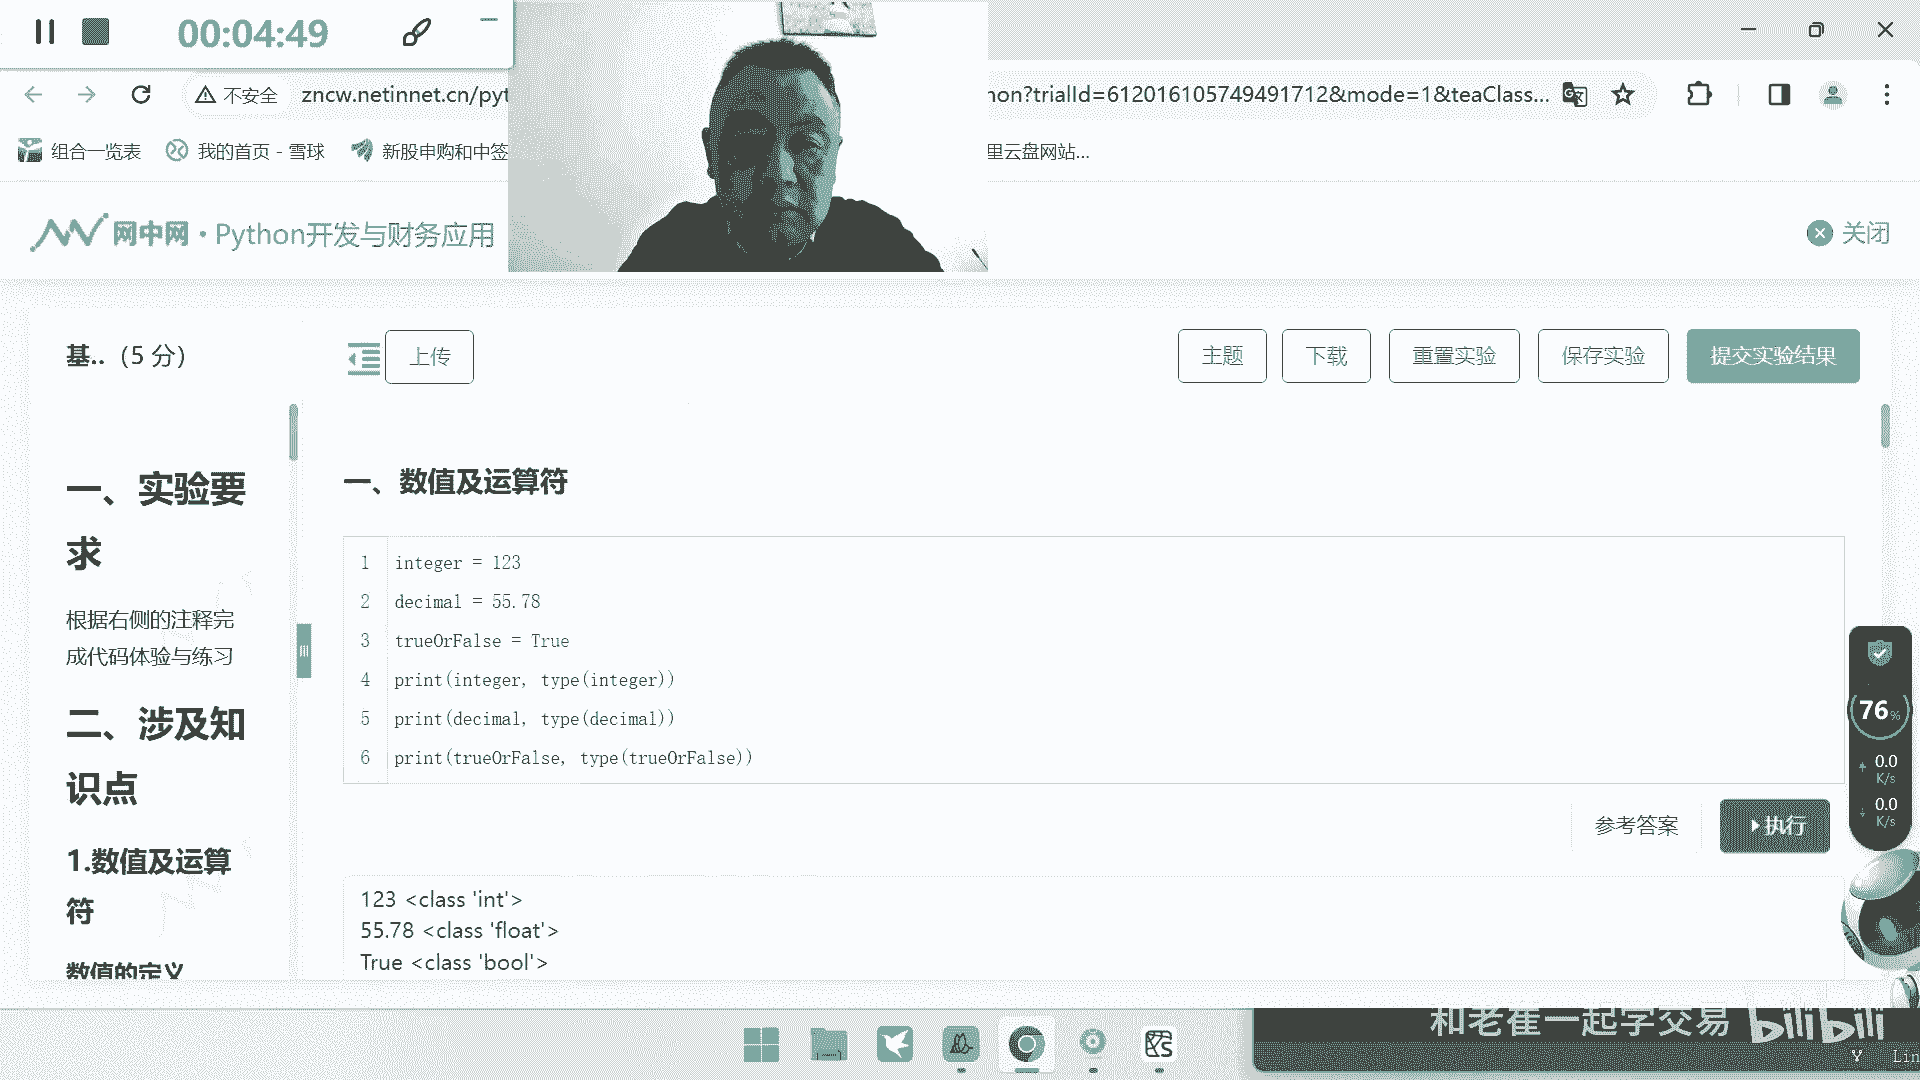 00:04:49
不安全
zncw.netinnet.cn/pyt
hon?trialId=612016105749491712&mode=1&teaClass...
组合一览表
我的首页 - 雪球
新股申购和中签
里云盘网站...
网中网 · Python开发与财务应用
关闭
基..（5 分）
上传
主题
下载
重置实验
保存实验
提交实验结果
一、实验要
求
根据右侧的注释完
成代码体验与练习
二、涉及知
识点
1.数值及运算
符
数值的定义
一、数值及运算符
1 integer = 123
2 decimal = 55.78
3 trueOrFalse = True
4 print(integer, type(integer))
5 print(decimal, type(decimal))
6 print(trueOrFalse, type(trueOrFalse))
参考答案
执行
123 <class 'int'>
55.78 <class 'float'>
True <class 'bool'>
76%
0.0
K/s
0.0
K/s
和老崔一起学交易 bilibili
Lin